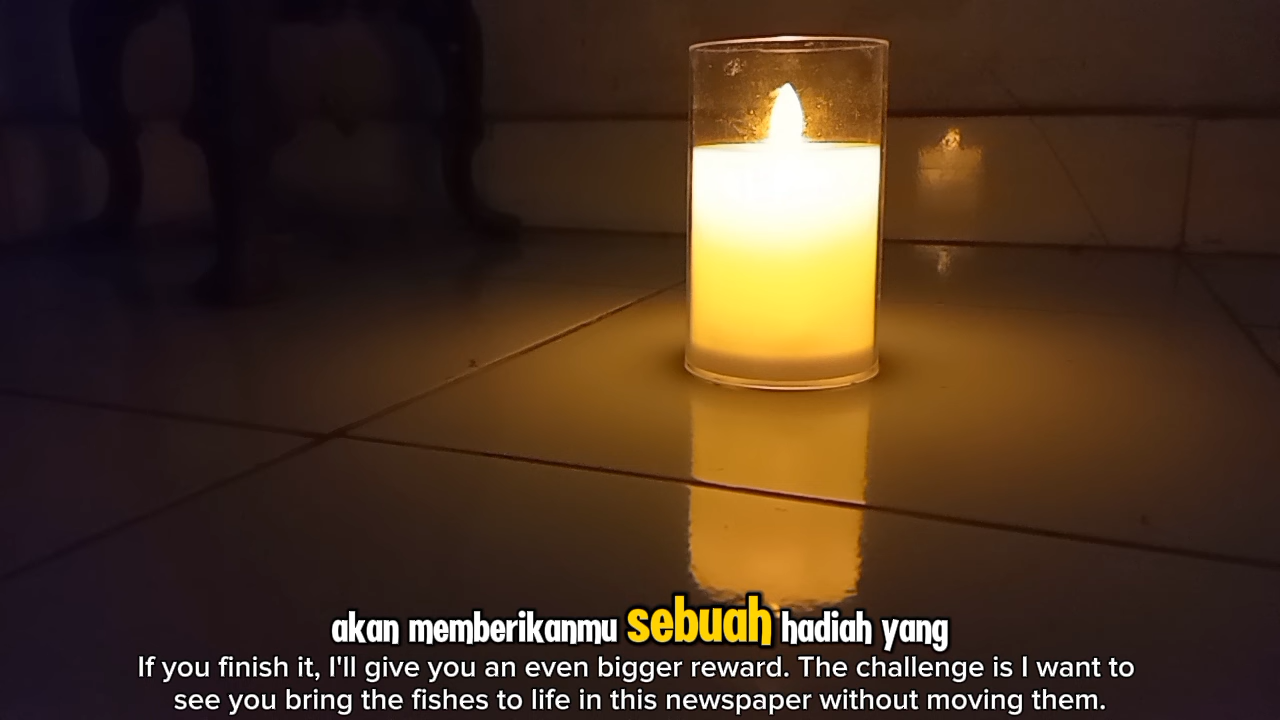 akan memberikanmu sebuah hadiah yang
If you finish it, I'll give you an even bigger reward. The challenge is I want to
see you bring the fishes to life in this newspaper without moving them.